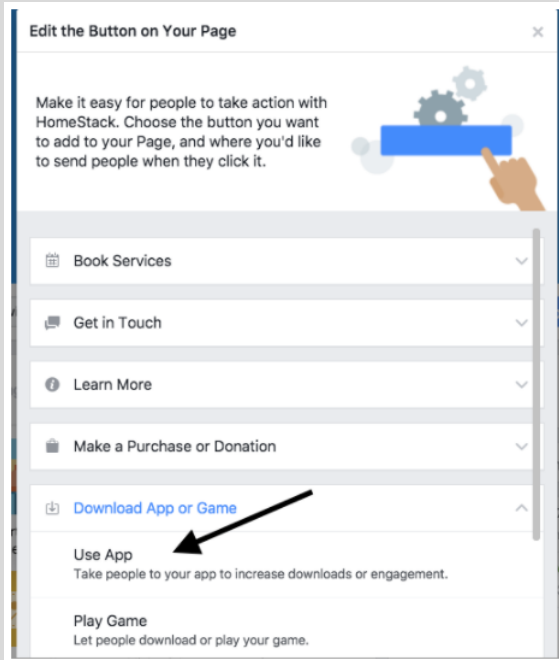 Edit the Button on Your Page
Make it easy for people to take action with
HomeStack. Choose the button you want
to add to your Page, and where you'd like
to send people when they click it.
Book Services
Get in Touch
Learn More
Make a Purchase or Donation
Download App or Game
Use App
Take people to your app to increase downloads or engagement.
Play Game
Let people download or play your game.